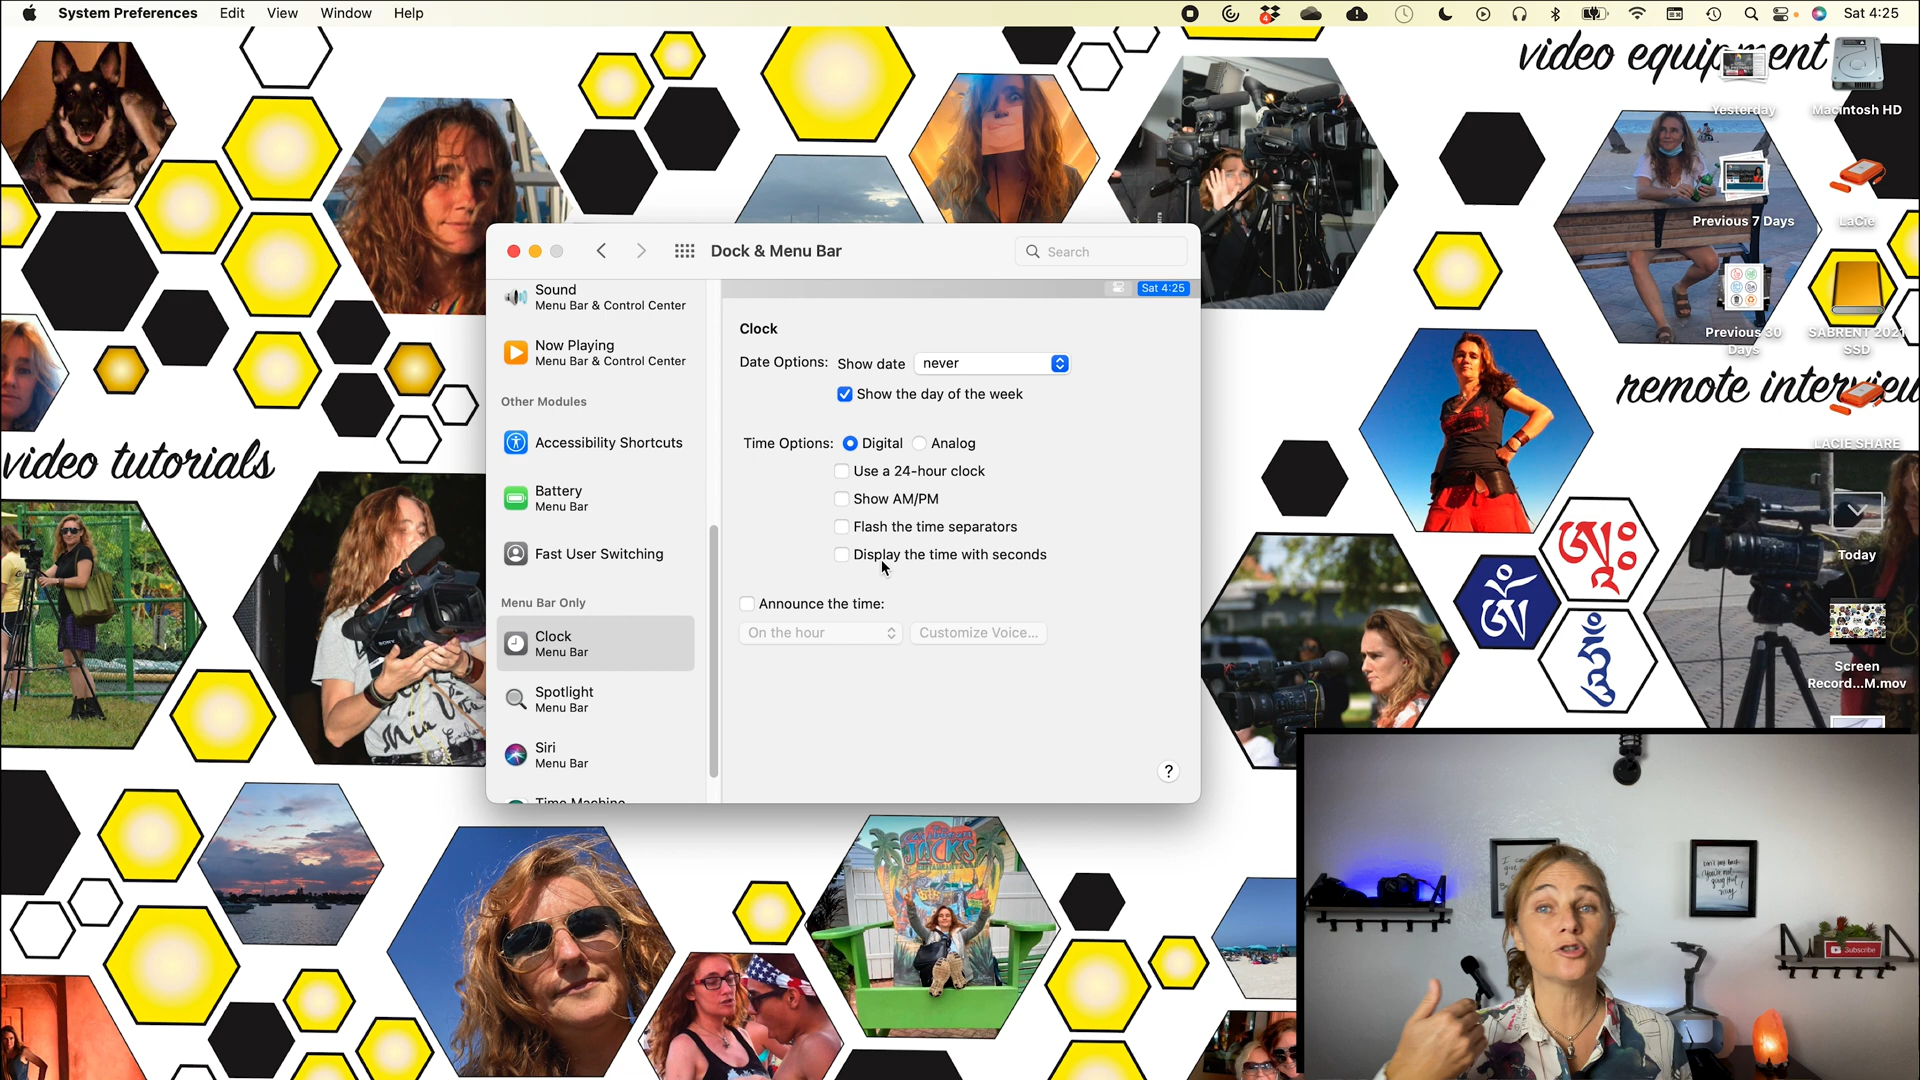 System Preferences Edit View Window Help
4
Sat 4:25
video equipment
Yesterday
Macintosh HD
Previous 7 Days
LaCie
Previous 30
Days
SABRENT 2021
SSD
remote interview
LACIE SHARE
Today
Screen
Record...M.mov
video tutorials
Dock & Menu Bar
Search
Sat 4:25
Sound
Menu Bar & Control Center
Now Playing
Menu Bar & Control Center
Other Modules
Accessibility Shortcuts
Battery
Menu Bar
Fast User Switching
Menu Bar Only
Clock
Menu Bar
Spotlight
Menu Bar
Siri
Menu Bar
Time Machine
Clock
Date Options: Show date never
Show the day of the week
Time Options: Digital Analog
Use a 24-hour clock
Show AM/PM
Flash the time separators
Display the time with seconds
Announce the time:
On the hour Customize Voice...
?
SONY
JACKS
Subscribe